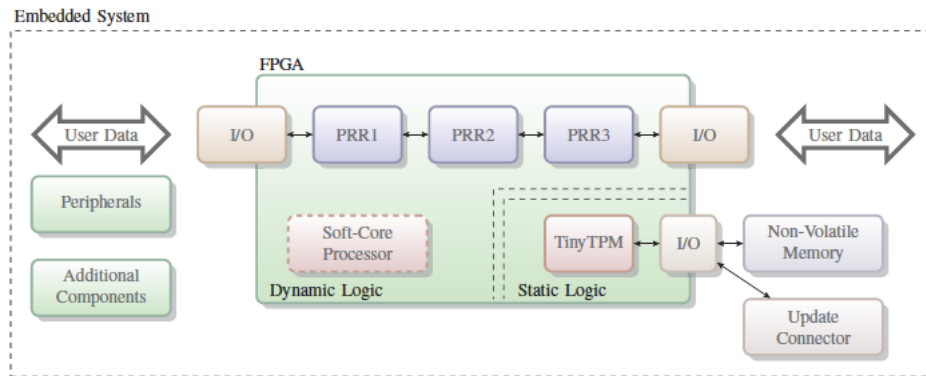 Embedded System
FPGA
User Data
I/O
PRR1
PRR2
PRR3
I/O
User Data
Peripherals
Soft-Core
Processor
TinyTPM
I/O
Non-Volatile
Memory
Additional
Components
Dynamic Logic
Static Logic
Update
Connector